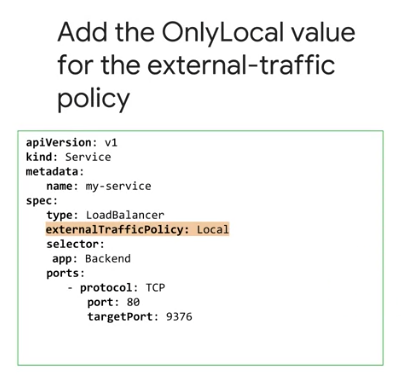 Add the OnlyLocal value
for the external-traffic
policy
apiVersion: v1
kind: Service
metadata:
   name: my-service
spec:
   type: LoadBalancer
   externalTrafficPolicy: Local
   selector:
    app: Backend
   ports:
      - protocol: TCP
         port: 80
         targetPort: 9376